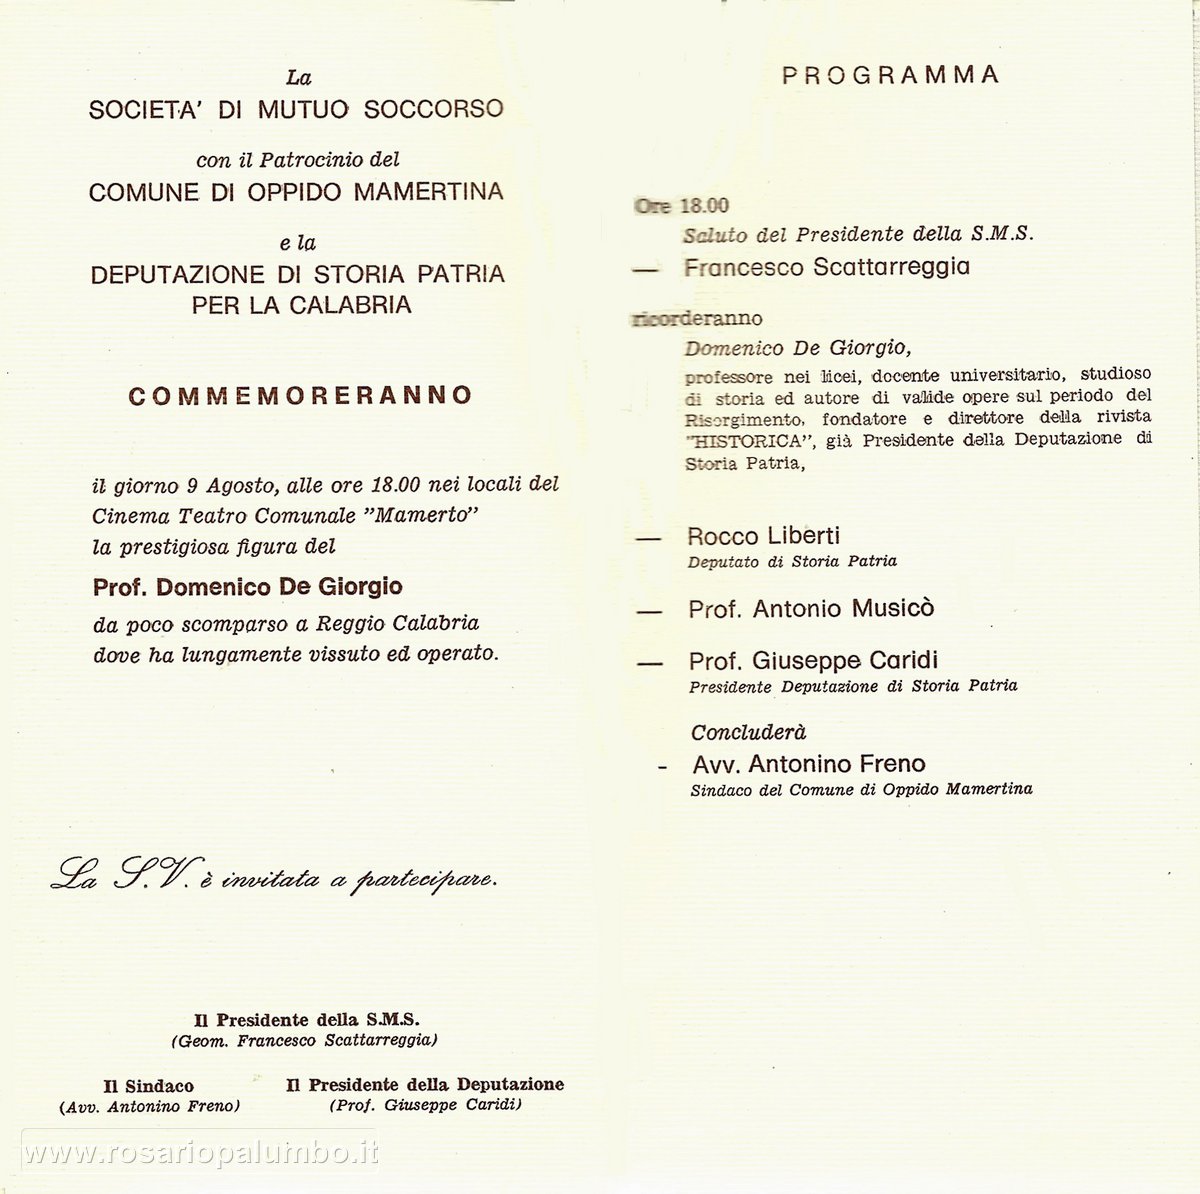 La
SOCIETA' DI MUTUO SOCCORSO
con il Patrocinio del
COMUNE DI OPPIDO MAMERTINA
e la
DEPUTAZIONE DI STORIA PATRIA
PER LA CALABRIA
COMMEMORERANNO
il giorno 9 Agosto, alle ore 18.00 nei locali del
Cinema Teatro Comunale "Mamerto"
la prestigiosa figura del
Prof. Domenico De Giorgio
da poco scomparso a Reggio Calabria
dove ha lungamente vissuto ed operato.
La S.V. è invitata a partecipare.
Il Presidente della S.M.S.
(Geom. Francesco Scattarreggia)
Il Sindaco
(Avv. Antonino Freno)
Il Presidente della Deputazione
(Prof. Giuseppe Caridi)
www.rosariopalumbo.it
PROGRAMMA
Ore 18.00
Saluto del Presidente della S.M.S.
— Francesco Scattarreggia
ricorderanno
Domenico De Giorgio,
professore nei licei, docente universitario, studioso
di storia ed autore di valide opere sul periodo del
Risorgimento, fondatore e direttore della rivista
"HISTORICA", già Presidente della Deputazione di
Storia Patria,
— Rocco Liberti
Deputato di Storia Patria
— Prof. Antonio Musicò
— Prof. Giuseppe Caridi
Presidente Deputazione di Storia Patria
Concluderà
- Avv. Antonino Freno
Sindaco del Comune di Oppido Mamertina